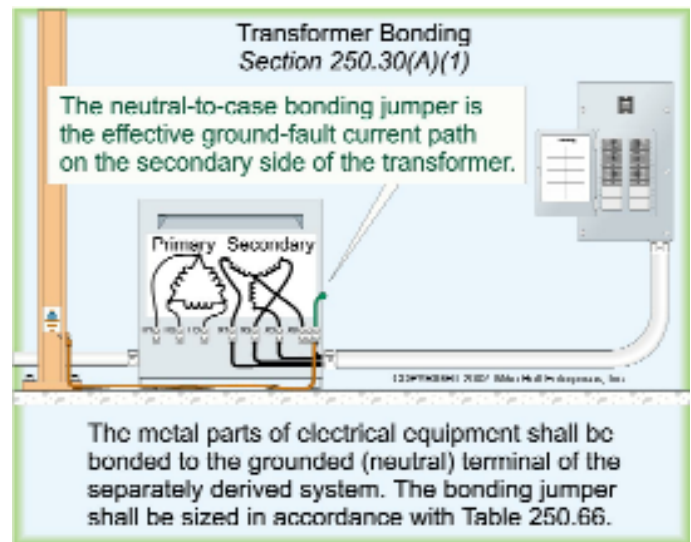 Transformer Bonding
Section 250.30(A)(1)
The neutral-to-case bonding jumper is
the effective ground-fault current path
on the secondary side of the transformer.
Primary Secondary
The metal parts of electrical equipment shall be
bonded to the grounded (neutral) terminal of the
separately derived system. The bonding jumper
shall be sized in accordance with Table 250.66.